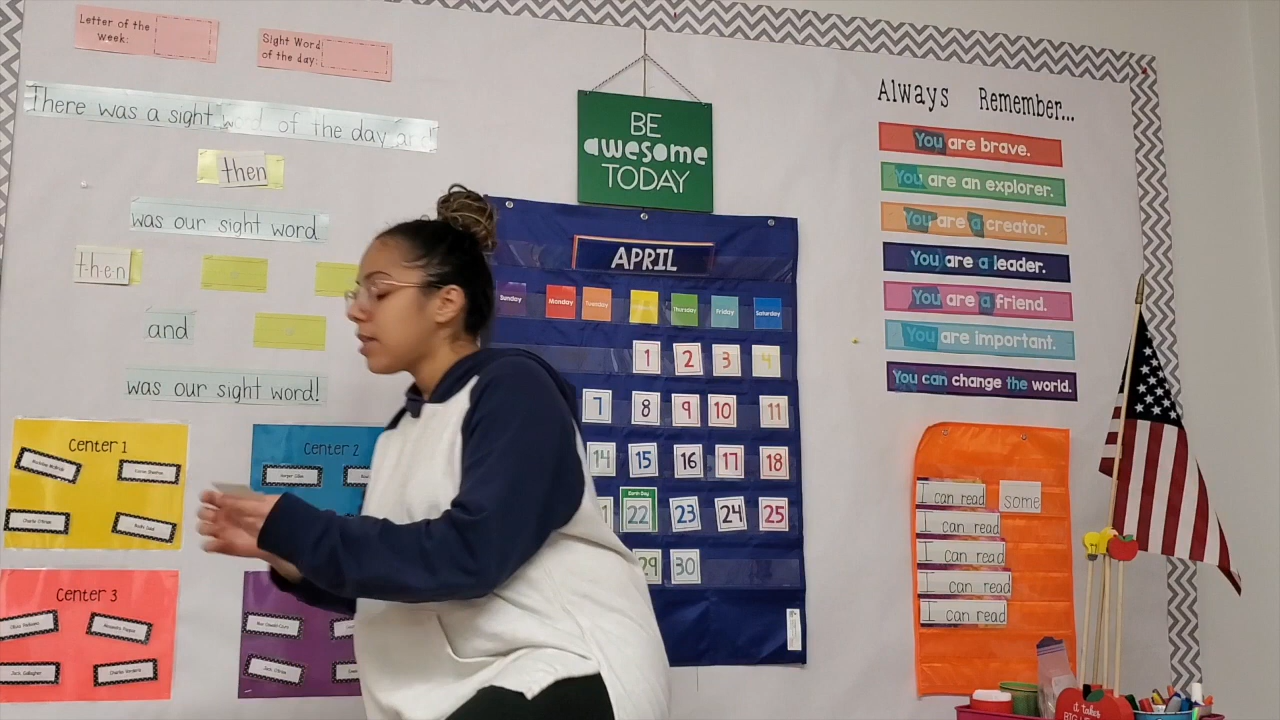 Letter of the
week:
Sight Word
of the day:
There was a sight word of the day and
then
was our sight word
t-h-e-n
and
was our sight word!
Center 1
Center 2
Center 3
BE
awesome
TODAY
APRIL
Sunday Monday Tuesday Thursday Friday Saturday
1 2 3 4
7 8 9 10 11
14 15 16 17 18
Earth Day
22 23 24 25
29 30
Always Remember...
You are brave.
You are an explorer.
You are a creator.
You are a leader.
You are a friend.
You are important.
You can change the world.
I can read some
I can read
I can read
I can read
I can read
it takes
BIG